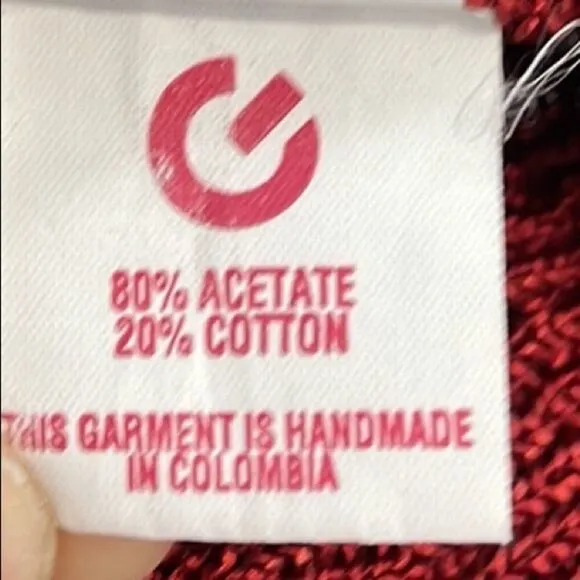 80% ACETATE
20% COTTON
THIS GARMENT IS HANDMADE
IN COLOMBIA